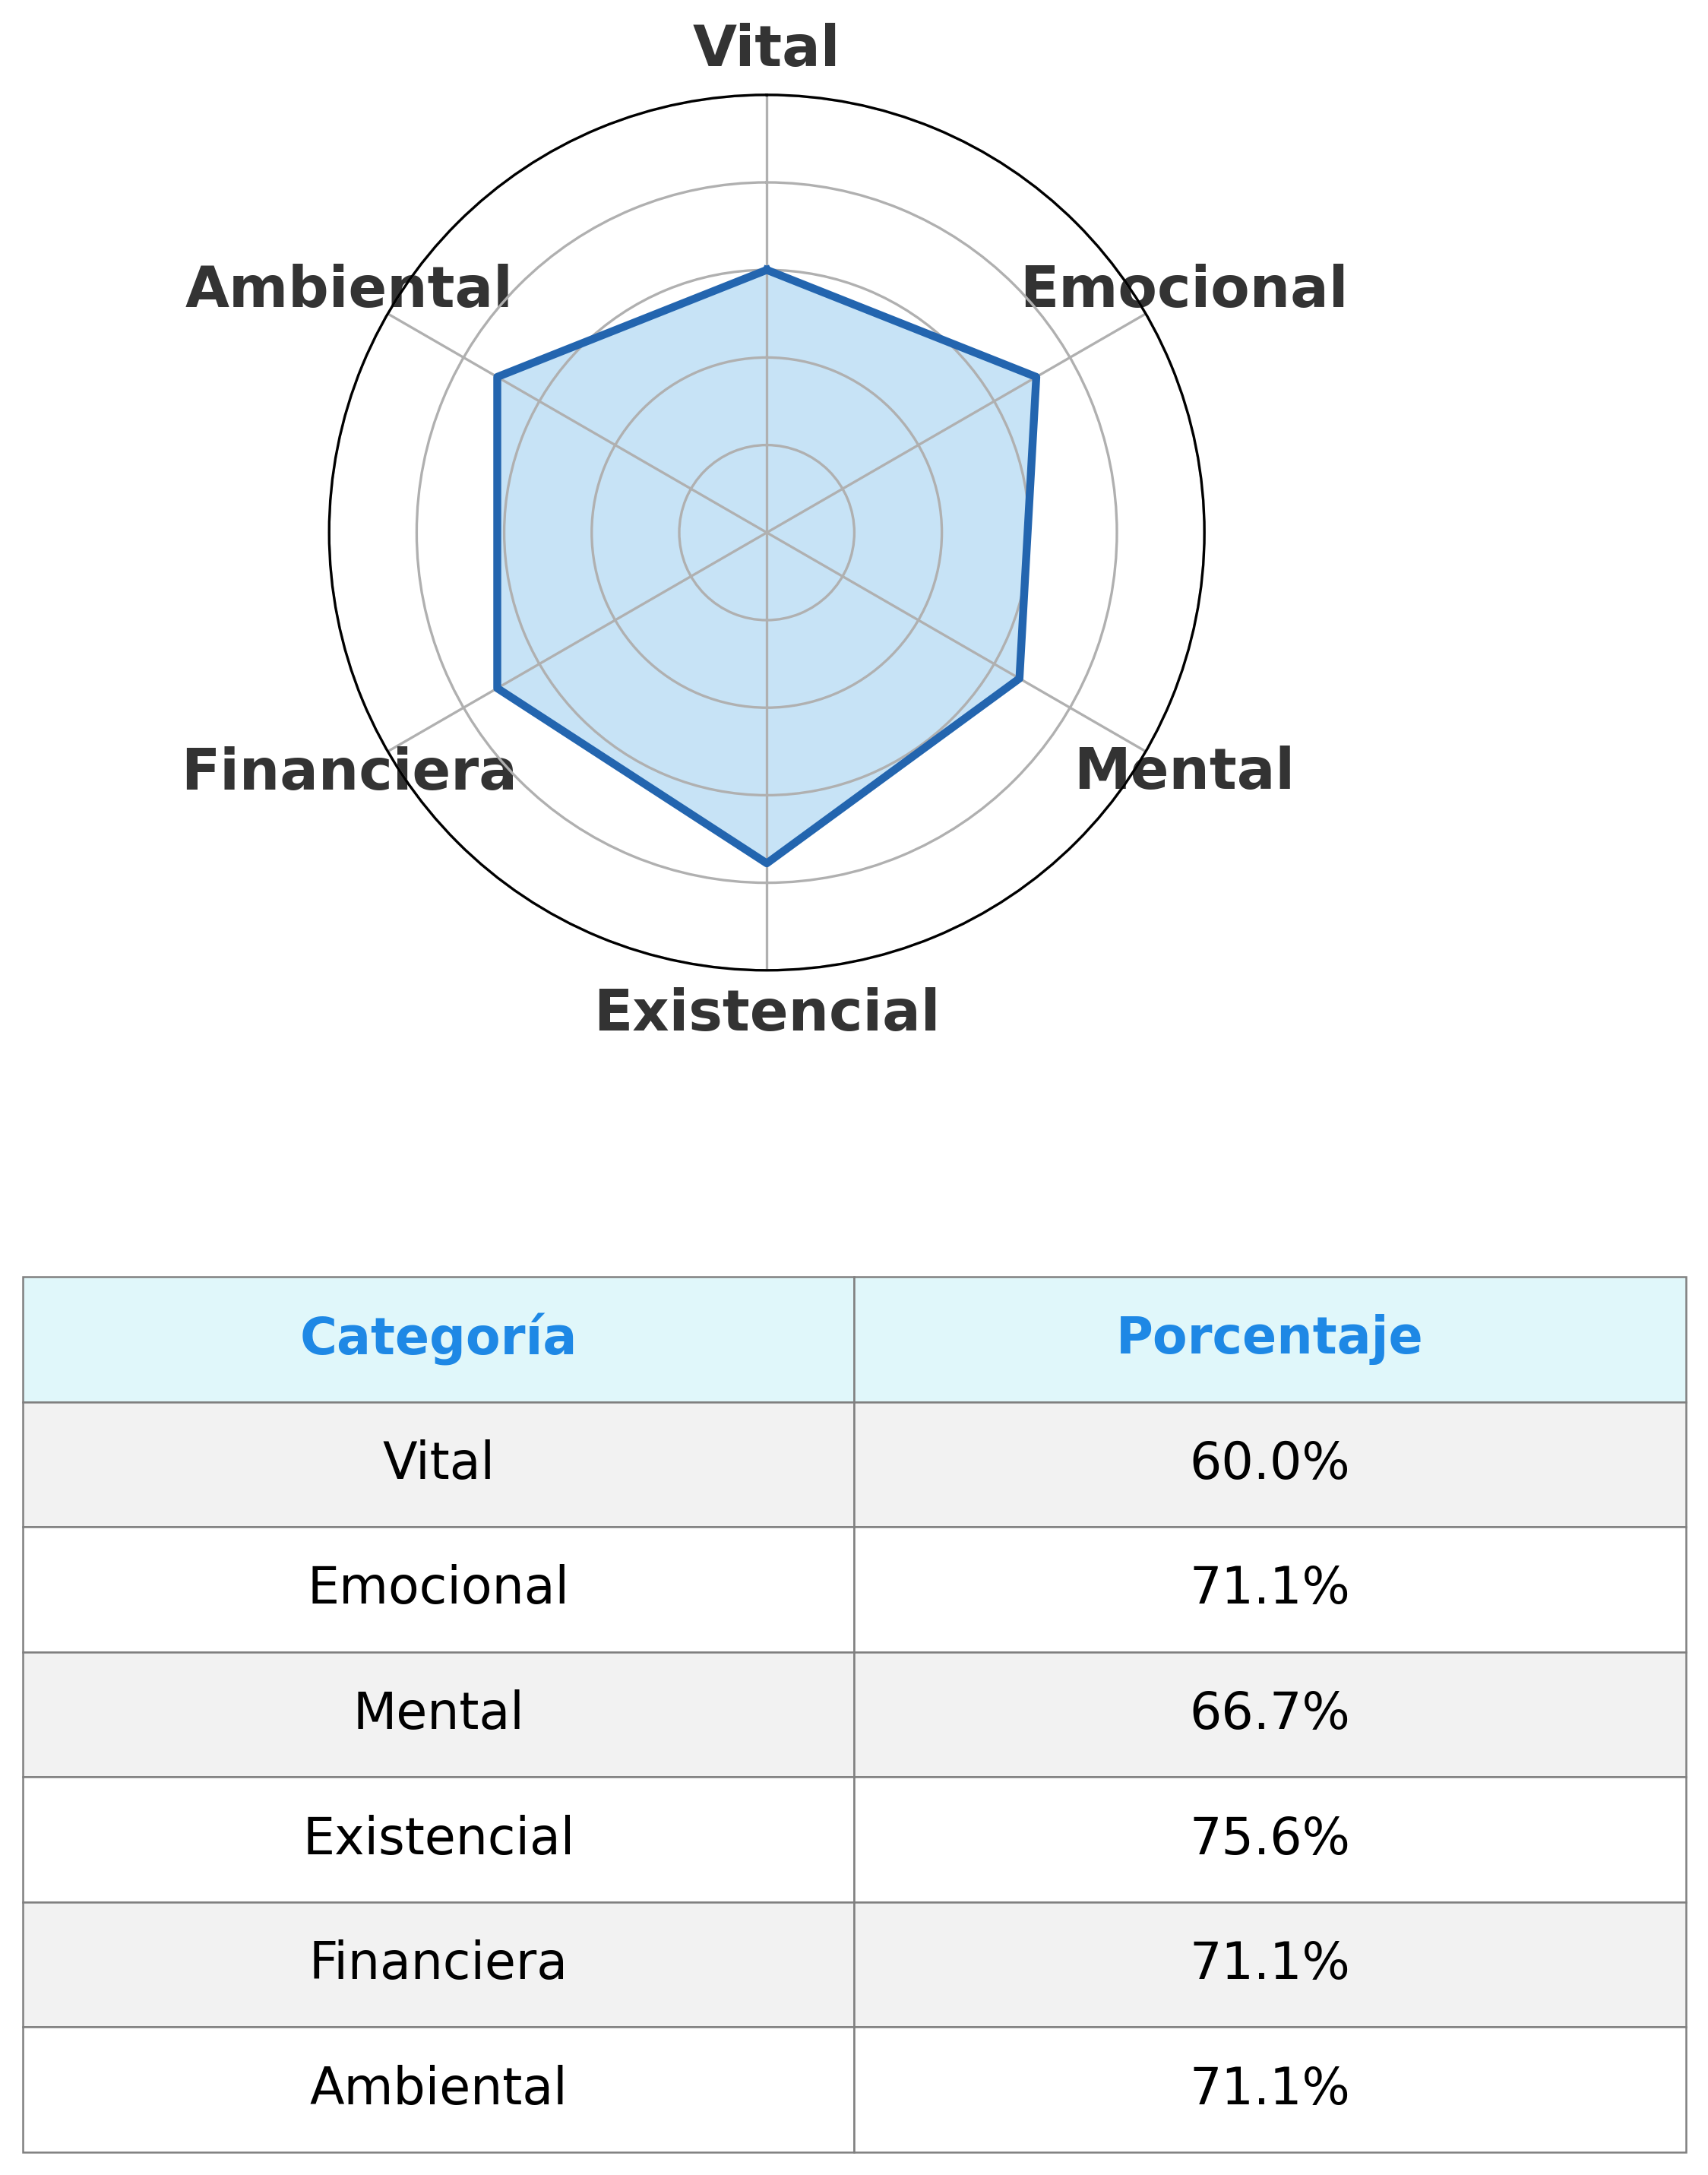 Vital
Ambiental
Emocional
Financiera
Mental
Existencial
Categoría Porcentaje
Vital 60.0%
Emocional 71.1%
Mental 66.7%
Existencial 75.6%
Financiera 71.1%
Ambiental 71.1%